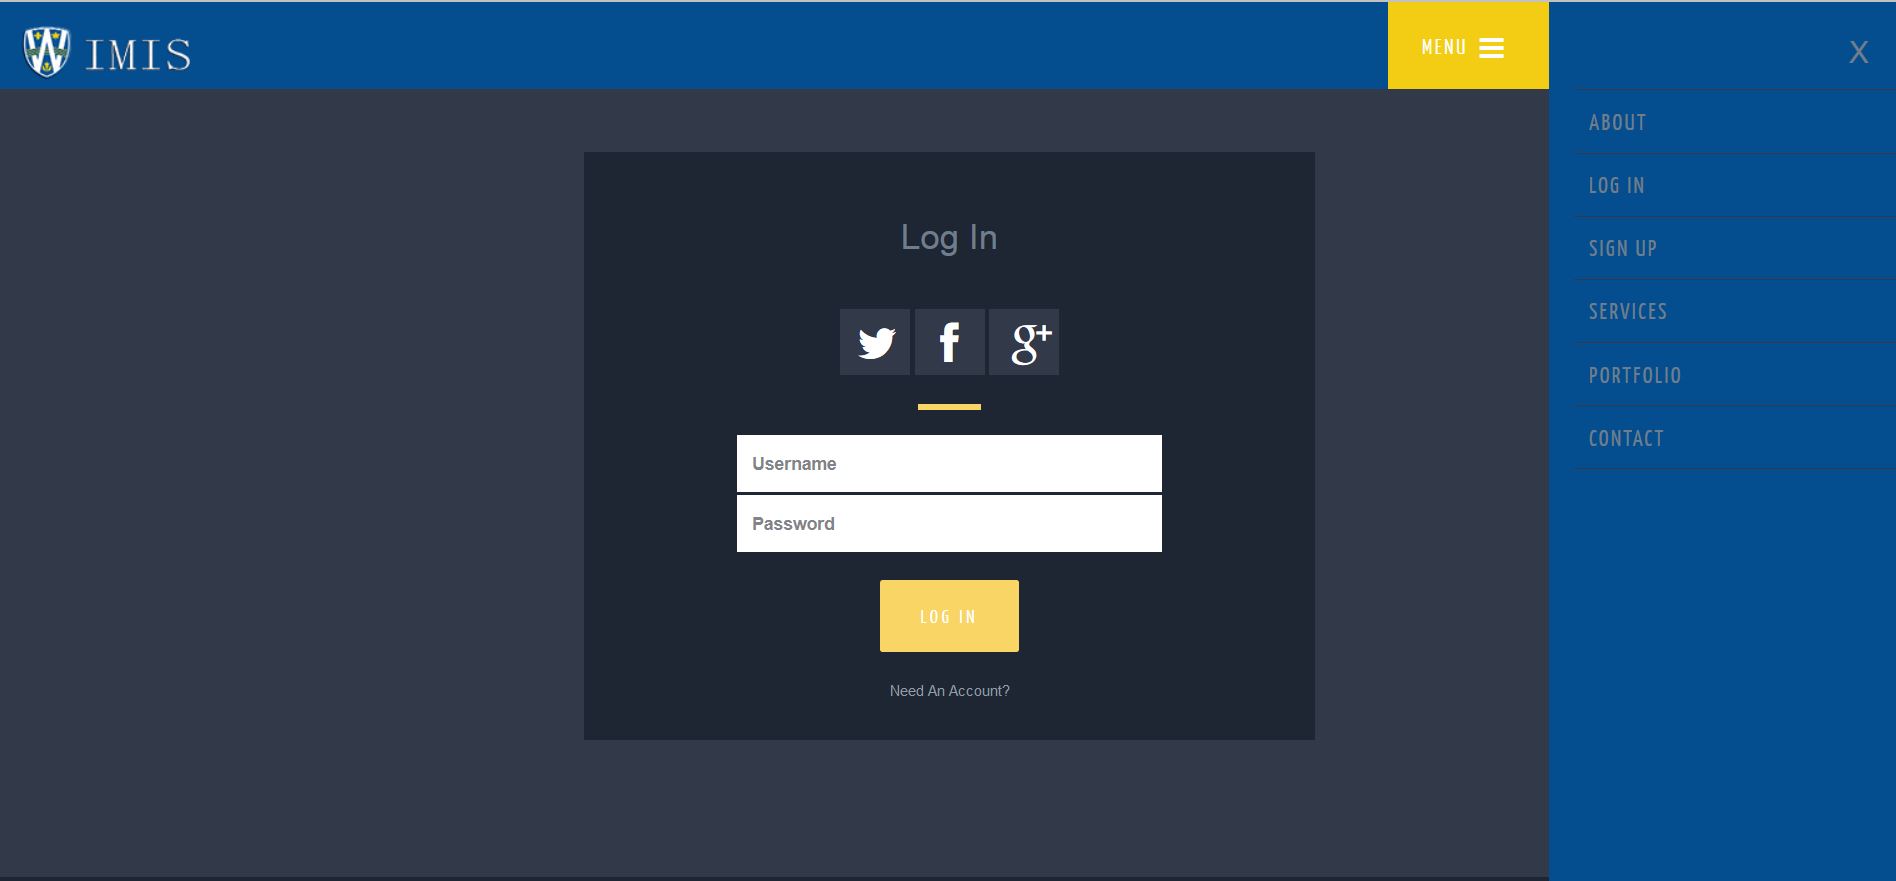 W IMIS
MENU
X
ABOUT
LOG IN
SIGN UP
SERVICES
PORTFOLIO
CONTACT
Log In
f g+
Username
Password
LOG IN
Need An Account?